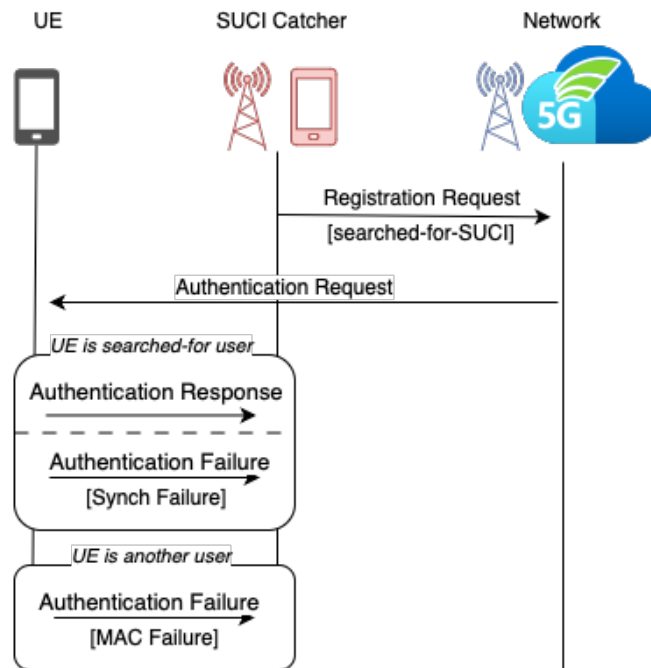 UE
SUCI Catcher
Network
5G
Registration Request
[searched-for-SUCI]
Authentication Request
UE is searched-for user
Authentication Response
Authentication Failure
[Synch Failure]
UE is another user
Authentication Failure
[MAC Failure]